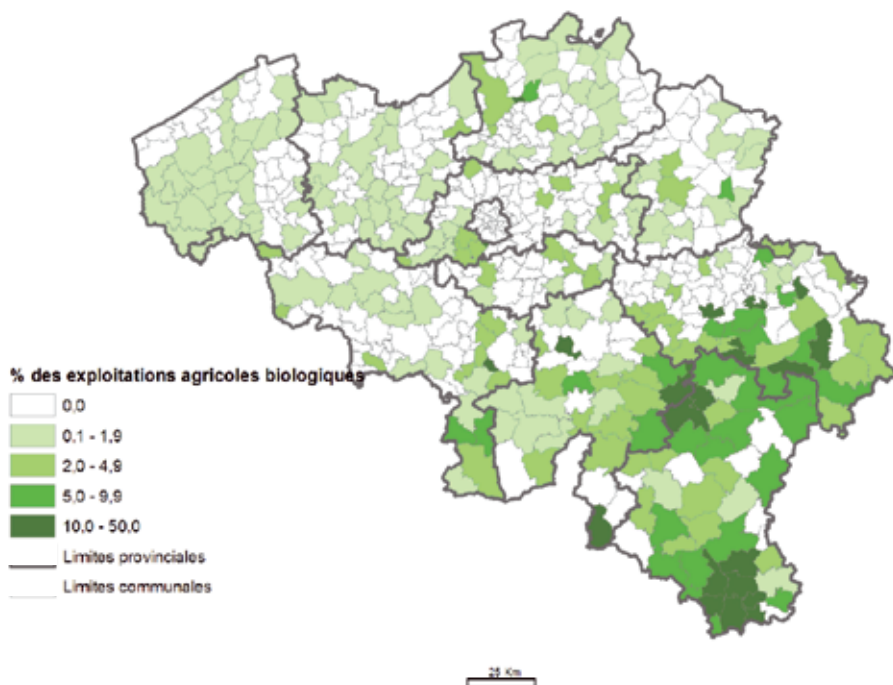 % des exploitations agricoles biologiques
0,0
0,1 - 1,9
2,0 - 4,9
5,0 - 9,9
10,0 - 50,0
Limites provinciales
Limites communales
25 Km